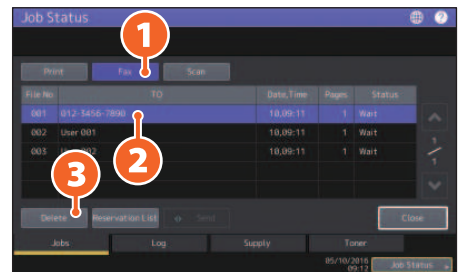 Job Status
?
1
Print Fax Scan
File No. TO Date,Time Pages Status
001 012-3456-7890 10,09:11 1 Wait
002 User 001 10,09:11 1 Wait
003 User 002 10,09:11 1 Wait
1
1
2
3
Delete Reservation List Send Close
Jobs Log Supply Toner
05/10/2016
09:12
Job Status